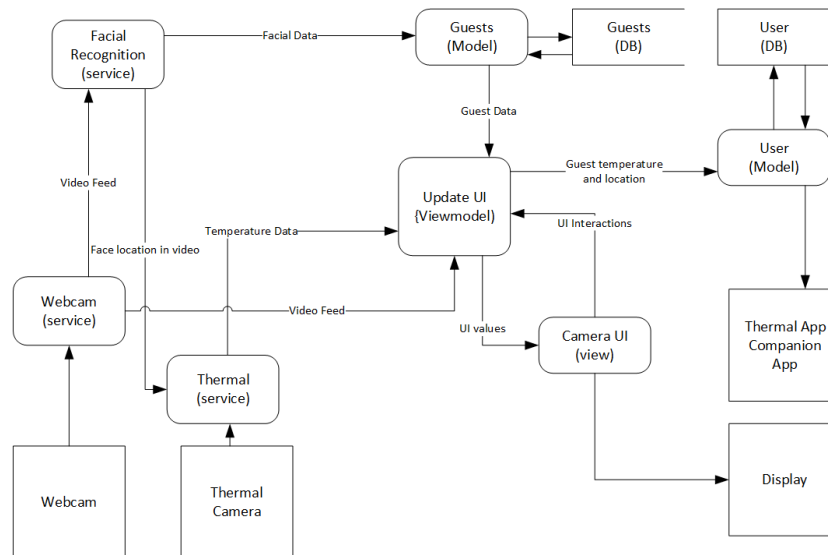 Facial
Recognition
(service)
Facial Data
Guests
(Model)
Guests
(DB)
User
(DB)
Guest Data
Video Feed
Update UI
{Viewmodel)
Guest temperature
and location
User
(Model)
Face location in video
Temperature Data
UI Interactions
Webcam
(service)
Video Feed
UI values
Camera UI
(view)
Thermal App
Companion
App
Thermal
(service)
Webcam
Thermal
Camera
Display